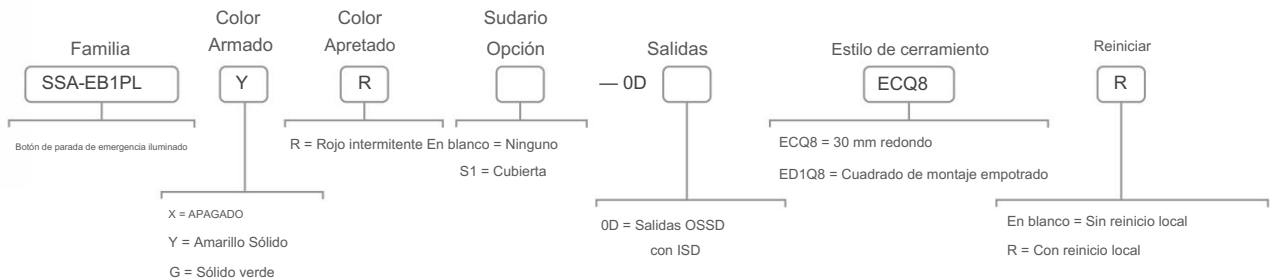 Color Color Sudario
Familia Armado Apretado Opción Salidas Estilo de cerramiento Reiniciar
SSA-EB1PL Y R — 0D ECQ8 R
Botón de parada de emergencia iluminado
R = Rojo intermitente En blanco = Ninguno
S1 = Cubierta
ECQ8 = 30 mm redondo
ED1Q8 = Cuadrado de montaje empotrado
X = APAGADO
Y = Amarillo Sólido
G = Sólido verde
0D = Salidas OSSD
con ISD
En blanco = Sin reinicio local
R = Con reinicio local